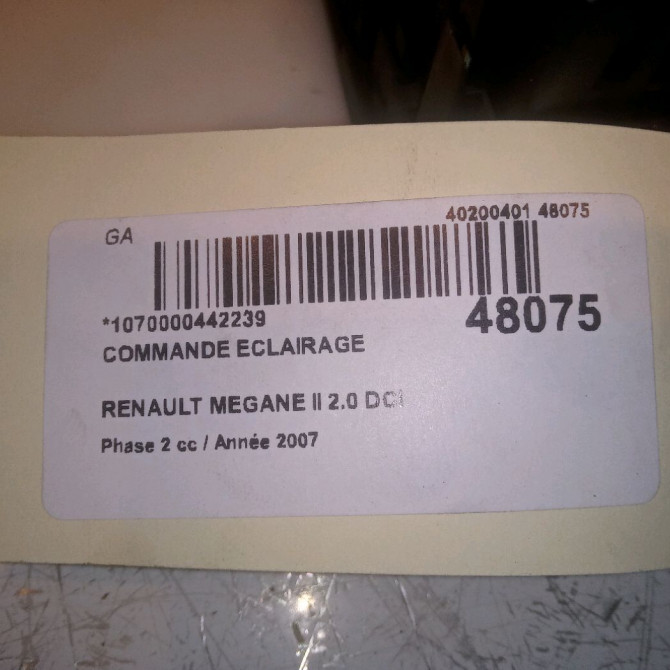 GA
40200401 48075
*1070000442239
48075
COMMANDE ECLAIRAGE
RENAULT MEGANE II 2.0 DCI
Phase 2 cc / Année 2007